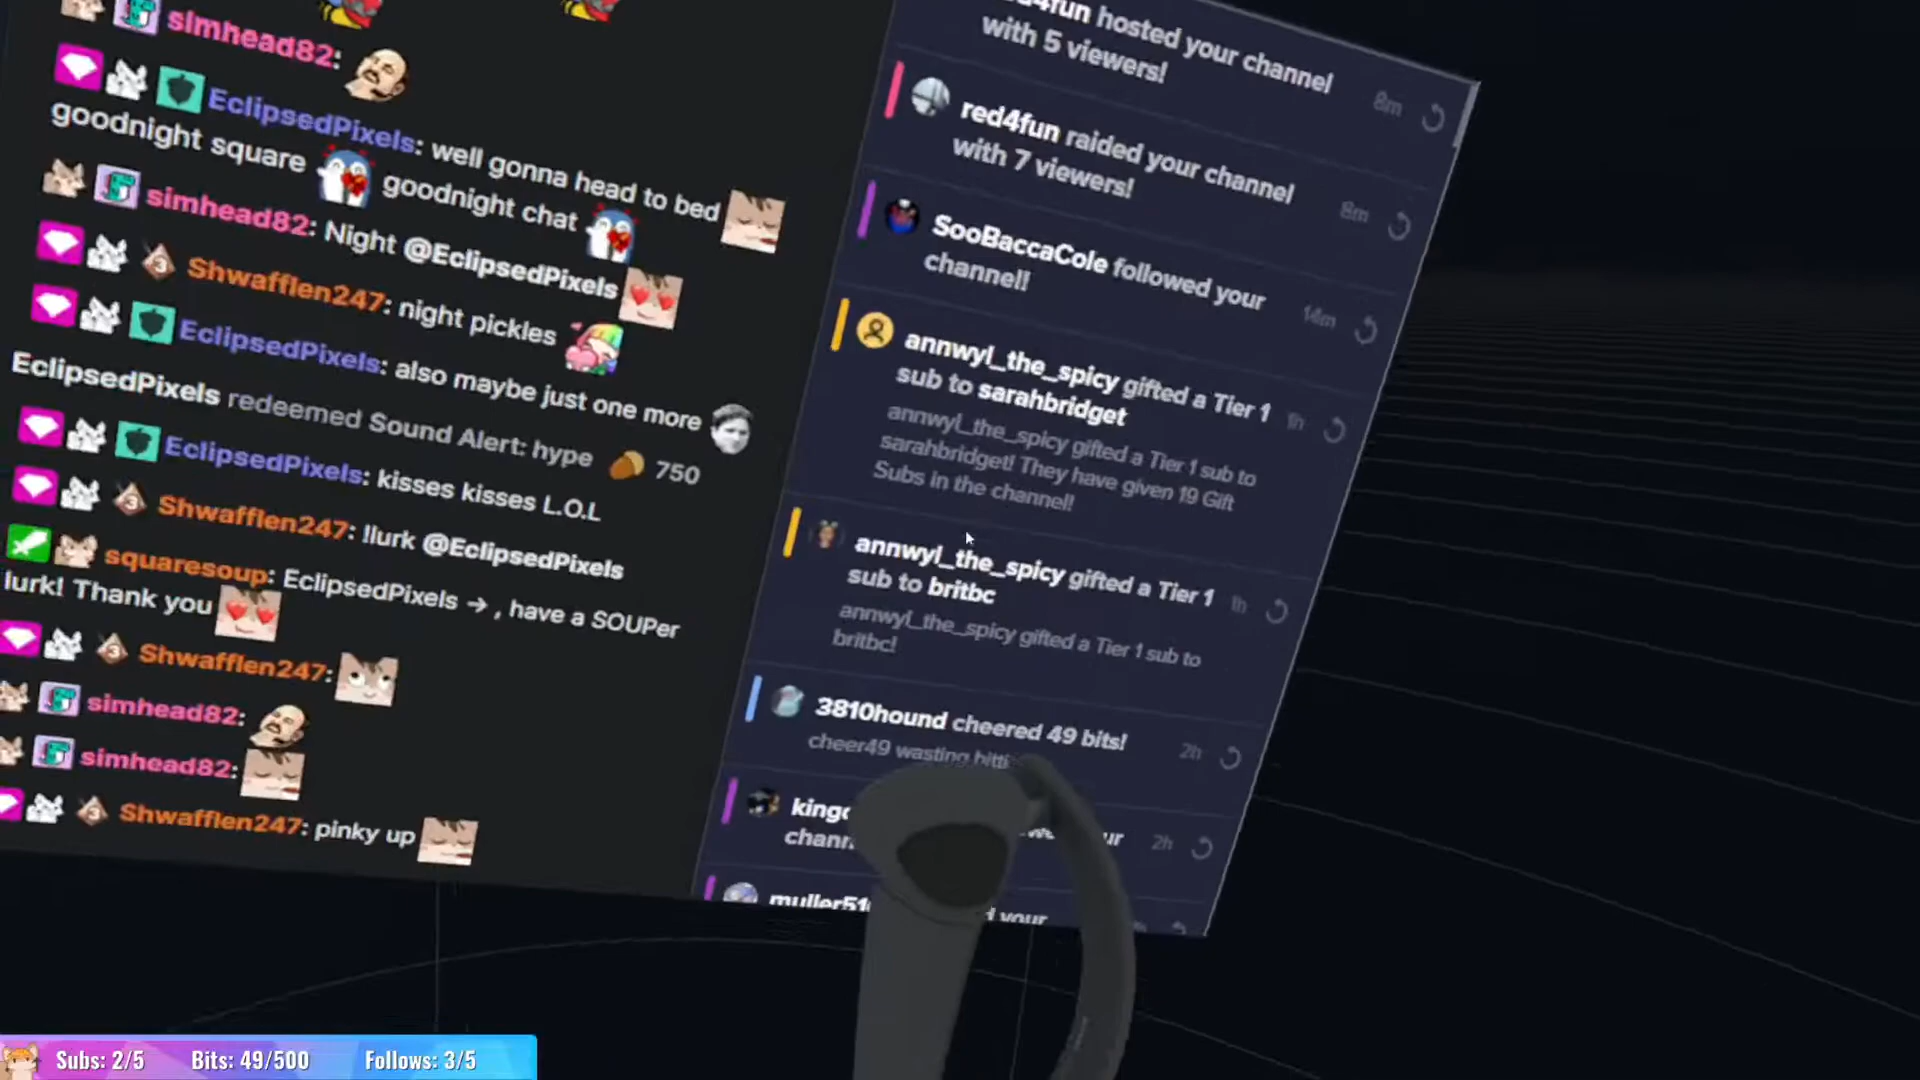 simhead82:
EclipsedPixels: well gonna head to bed
goodnight square goodnight chat
simhead82: Night @EclipsedPixels
Shwafflen247: night pickles
EclipsedPixels: also maybe just one more
EclipsedPixels redeemed Sound Alert: hype 750
EclipsedPixels: kisses kisses L.O.L
Shwafflen247: !lurk @EclipsedPixels
squaresoup: EclipsedPixels → , have a SOUPer
lurk! Thank you
Shwafflen247:
simhead82:
simhead82:
Shwafflen247: pinky up
hosted your channel
with 5 viewers!
8m
red4fun raided your channel
with 7 viewers!
8m
SooBaccaCole followed your
channel!
14m
annwyl_the_spicy gifted a Tier 1
sub to sarahbridget
1h
annwyl_the_spicy gifted a Tier 1 sub to
sarahbridget! They have given 19 Gift
Subs in the channel!
annwyl_the_spicy gifted a Tier 1
sub to britbc
1h
annwyl_the_spicy gifted a Tier 1 sub to
britbc!
3810hound cheered 49 bits!
2h
cheer49 wasting
2h
your
Subs: 2/5 Bits: 49/500 Follows: 3/5